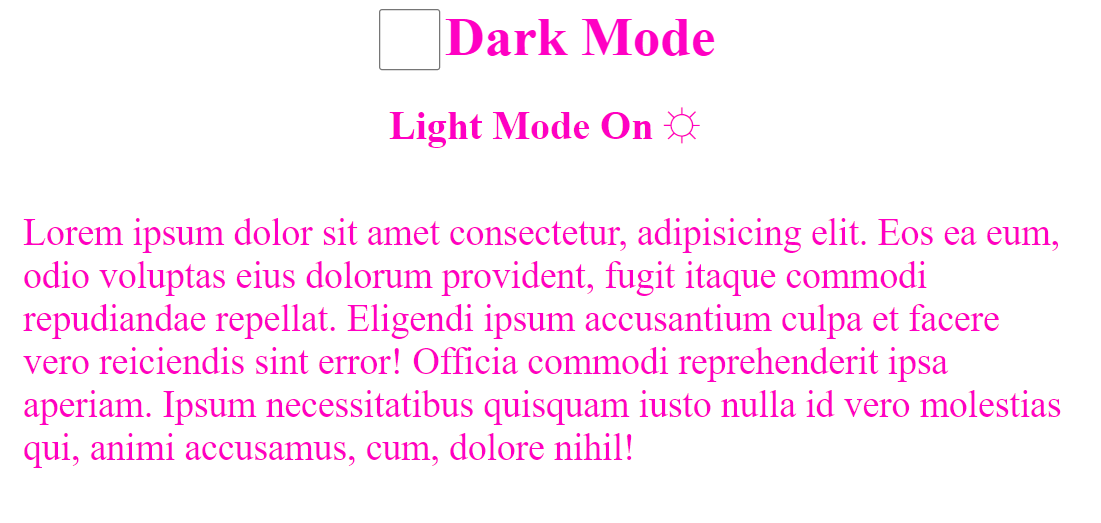 Dark Mode
Light Mode On ☼
Lorem ipsum dolor sit amet consectetur, adipisicing elit. Eos ea eum,
odio voluptas eius dolorum provident, fugit itaque commodi
repudiandae repellat. Eligendi ipsum accusantium culpa et facere
vero reiciendis sint error! Officia commodi reprehenderit ipsa
aperiam. Ipsum necessitatibus quisquam iusto nulla id vero molestias
qui, animi accusamus, cum, dolore nihil!